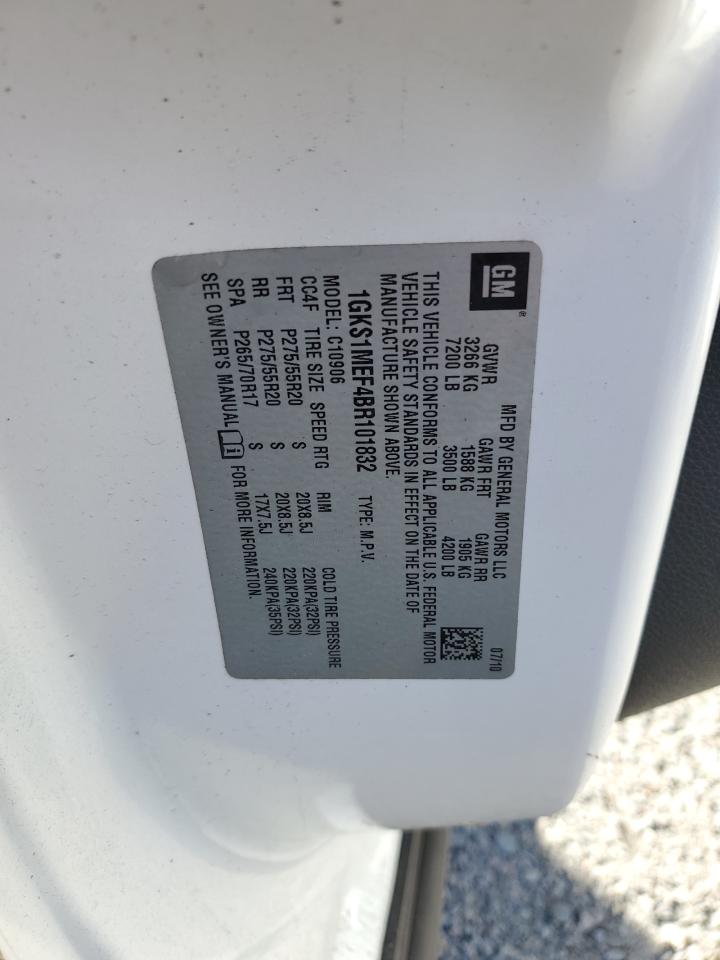 GM®
MFD BY GENERAL MOTORS LLC 07/10
GVWR GAWR FRT GAWR RR
3266 KG 1588 KG 1905 KG
7200 LB 3500 LB 4200 LB
THIS VEHICLE CONFORMS TO ALL APPLICABLE U.S. FEDERAL MOTOR
VEHICLE SAFETY STANDARDS IN EFFECT ON THE DATE OF
MANUFACTURE SHOWN ABOVE.
1GKS1MEF4BR101832 TYPE: M.P.V.
MODEL: C10906
CC4F TIRE SIZE SPEED RTG RIM COLD TIRE PRESSURE
FRT P275/55R20 S 20X8.5J 220KPA(32PSI)
RR P275/55R20 S 20X8.5J 220KPA(32PSI)
SPA P265/70R17 S 17X7.5J 240KPA(35PSI)
SEE OWNER'S MANUAL FOR MORE INFORMATION.